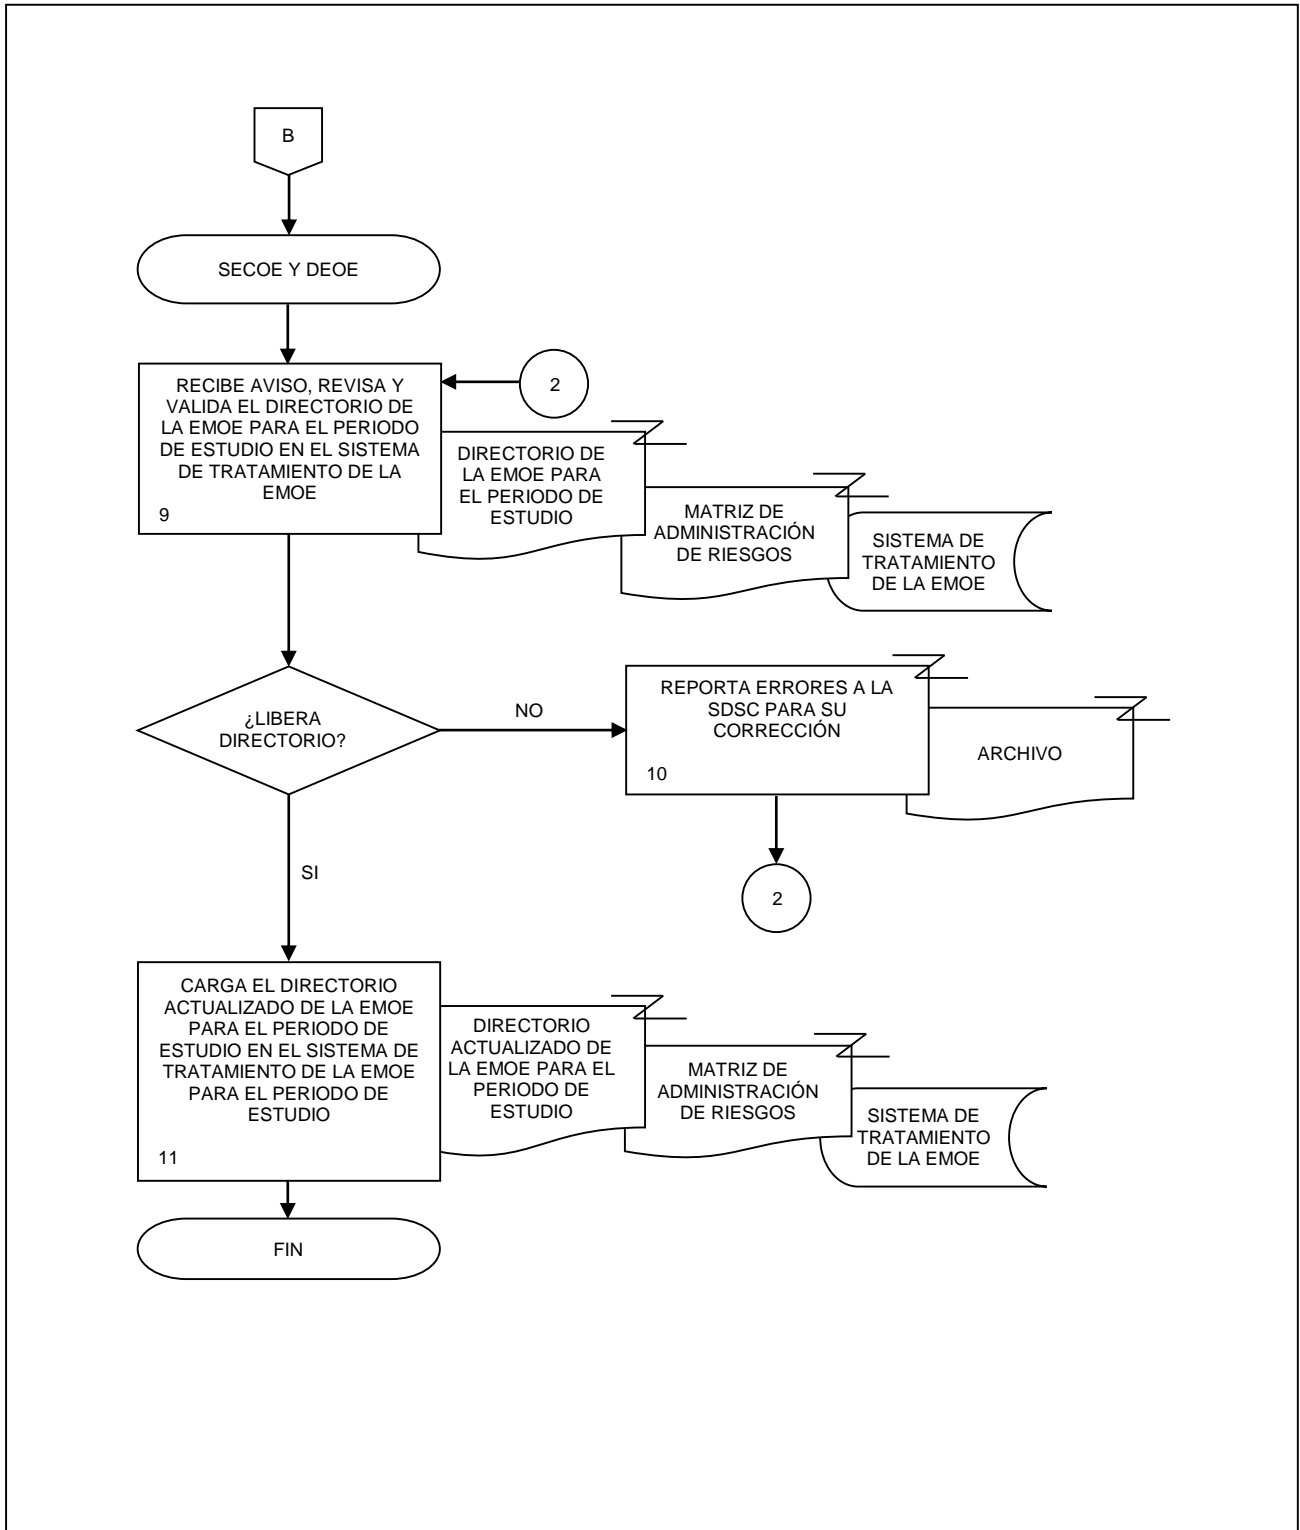 B
SECOE Y DEOE
RECIBE AVISO, REVISA Y
VALIDA EL DIRECTORIO DE
LA EMOE PARA EL PERIODO
DE ESTUDIO EN EL SISTEMA
DE TRATAMIENTO DE LA
EMOE
9
2
DIRECTORIO DE
LA EMOE PARA
EL PERIODO DE
ESTUDIO
MATRIZ DE
ADMINISTRACIÓN
DE RIESGOS
SISTEMA DE
TRATAMIENTO
DE LA EMOE
¿LIBERA
DIRECTORIO?
NO
REPORTA ERRORES A LA
SDSC PARA SU
CORRECCIÓN
10
ARCHIVO
2
SI
CARGA EL DIRECTORIO
ACTUALIZADO DE LA EMOE
PARA EL PERIODO DE
ESTUDIO EN EL SISTEMA DE
TRATAMIENTO DE LA EMOE
PARA EL PERIODO DE
ESTUDIO
11
DIRECTORIO
ACTUALIZADO DE
LA EMOE PARA EL
PERIODO DE
ESTUDIO
MATRIZ DE
ADMINISTRACIÓN
DE RIESGOS
SISTEMA DE
TRATAMIENTO
DE LA EMOE
FIN